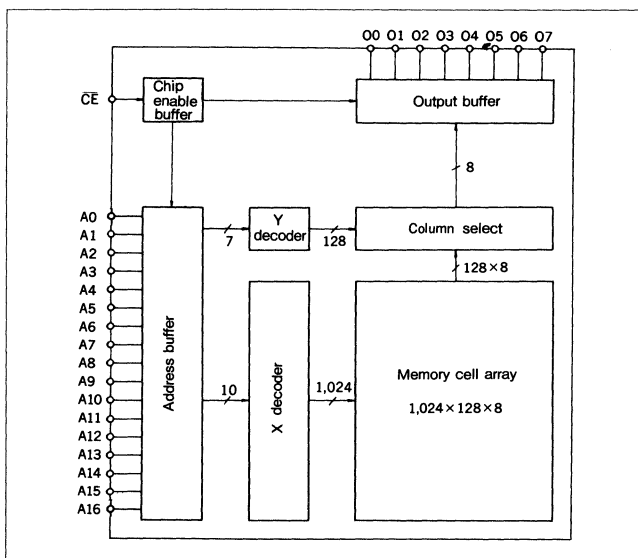 O0 O1 O2 O3 O4 O5 O6 O7
CE
Chip
enable
buffer
Output buffer
8
A0
A1
A2
A3
A4
A5
A6
A7
A8
A9
A10
A11
A12
A13
A14
A15
A16
Address buffer
7
Y
decoder
128
Column select
128×8
10
X decoder
1,024
Memory cell array
1,024×128×8